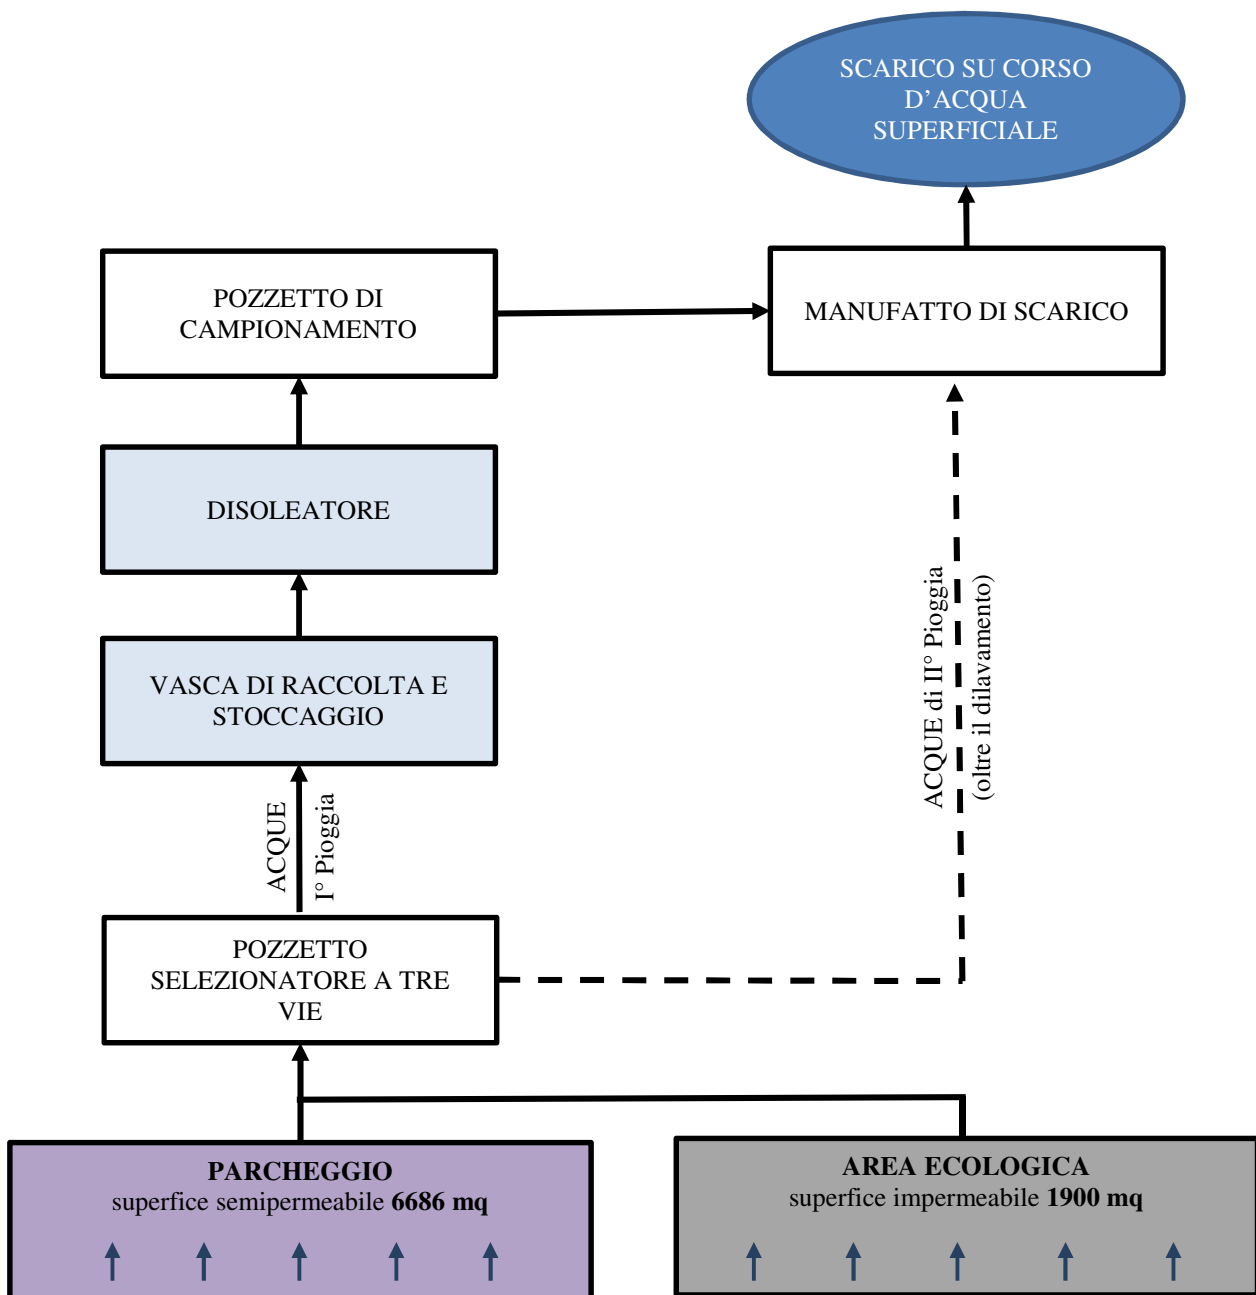 SCARICO SU CORSO
D’ACQUA
SUPERFICIALE
POZZETTO DI
CAMPIONAMENTO
MANUFATTO DI SCARICO
DISOLEATORE
VASCA DI RACCOLTA E
STOCCAGGIO
ACQUE
I° Pioggia
ACQUE di II° Pioggia
(oltre il dilavamento)
POZZETTO
SELEZIONATORE A TRE
VIE
PARCHEGGIO
superfice semipermeabile 6686 mq
AREA ECOLOGICA
superfice impermeabile 1900 mq